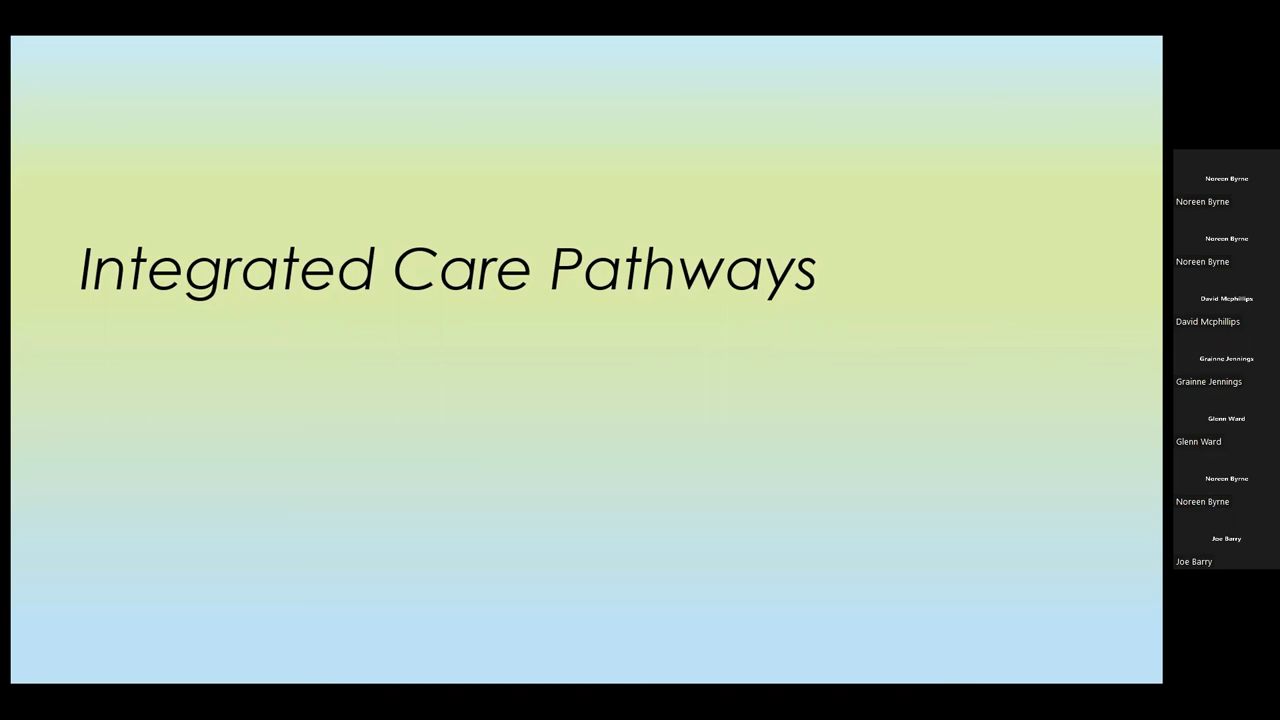 Integrated Care Pathways
Noreen Byrne
Noreen Byrne
Noreen Byrne
Noreen Byrne
David Mcphillips
David Mcphillips
Grainne Jennings
Grainne Jennings
Glenn Ward
Glenn Ward
Noreen Byrne
Noreen Byrne
Joe Barry
Joe Barry